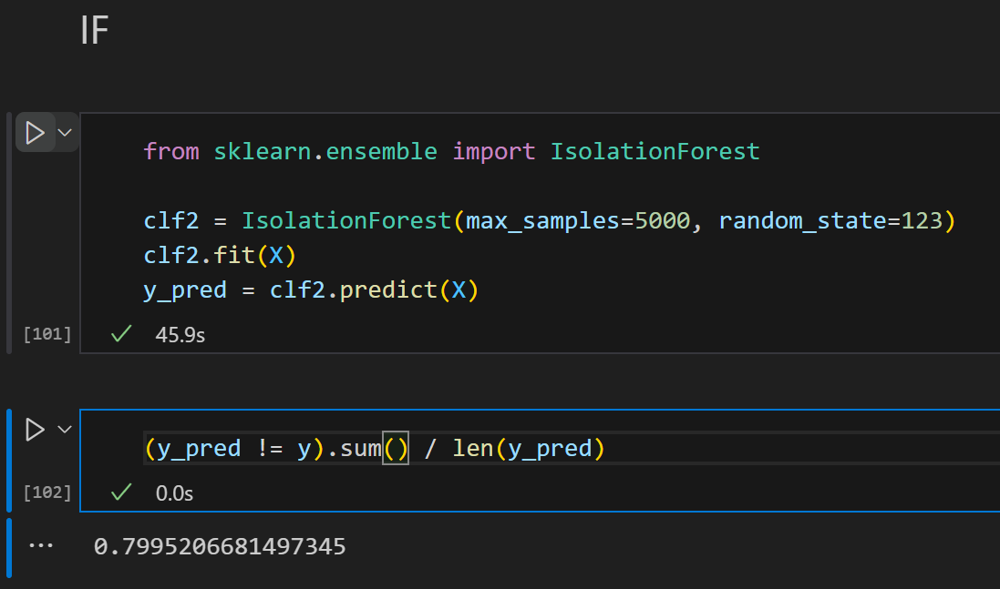 IF
from sklearn.ensemble import IsolationForest
clf2 = IsolationForest(max_samples=5000, random_state=123)
clf2.fit(X)
y_pred = clf2.predict(X)
[101]
45.9s
(y_pred != y).sum() / len(y_pred)
[102]
0.0s
...
0.7995206681497345